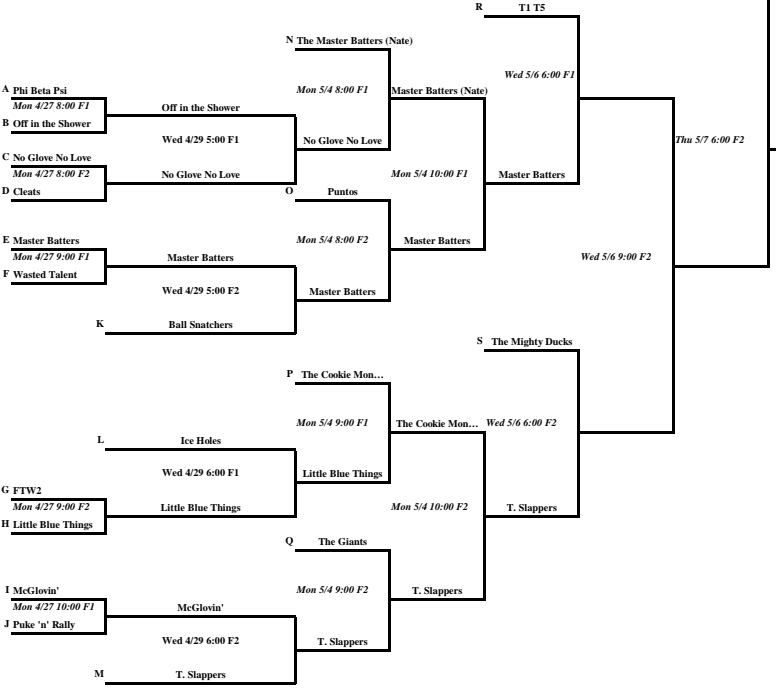 R T1 T5
N The Master Batters (Nate)
Wed 5/6 6:00 F1
A Phi Beta Psi
Mon 5/4 8:00 F1
Master Batters (Nate)
Mon 4/27 8:00 F1
Off in the Shower
B Off in the Shower
Wed 4/29 5:00 F1
No Glove No Love
Thu 5/7 6:00 F2
C No Glove No Love
Mon 4/27 8:00 F2
No Glove No Love
Mon 5/4 10:00 F1
Master Batters
D Cleats
O Puntos
E Master Batters
Mon 5/4 8:00 F2
Master Batters
Mon 4/27 9:00 F1
Master Batters
Wed 5/6 9:00 F2
F Wasted Talent
Wed 4/29 5:00 F2
Master Batters
K Ball Snatchers
S The Mighty Ducks
P The Cookie Mon...
Mon 5/4 9:00 F1
The Cookie Mon...
Wed 5/6 6:00 F2
L Ice Holes
Wed 4/29 6:00 F1
Little Blue Things
G FTW2
Mon 4/27 9:00 F2
Little Blue Things
Mon 5/4 10:00 F2
T. Slappers
H Little Blue Things
Q The Giants
I McGlovin'
Mon 5/4 9:00 F2
T. Slappers
Mon 4/27 10:00 F1
McGlovin'
J Puke 'n' Rally
Wed 4/29 6:00 F2
T. Slappers
M T. Slappers